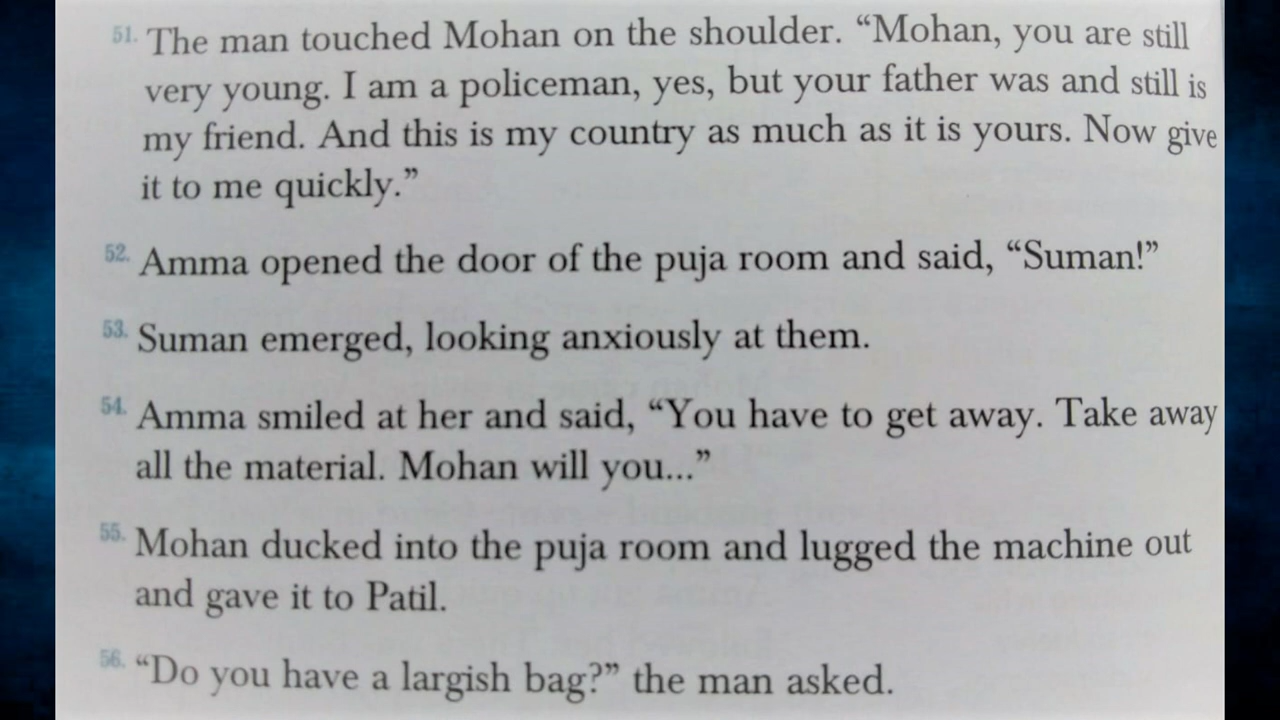 51. The man touched Mohan on the shoulder. “Mohan, you are still
very young. I am a policeman, yes, but your father was and still is
my friend. And this is my country as much as it is yours. Now give
it to me quickly.”
52. Amma opened the door of the puja room and said, “Suman!”
53. Suman emerged, looking anxiously at them.
54. Amma smiled at her and said, “You have to get away. Take away
all the material. Mohan will you...”
55. Mohan ducked into the puja room and lugged the machine out
and gave it to Patil.
56. “Do you have a largish bag?” the man asked.